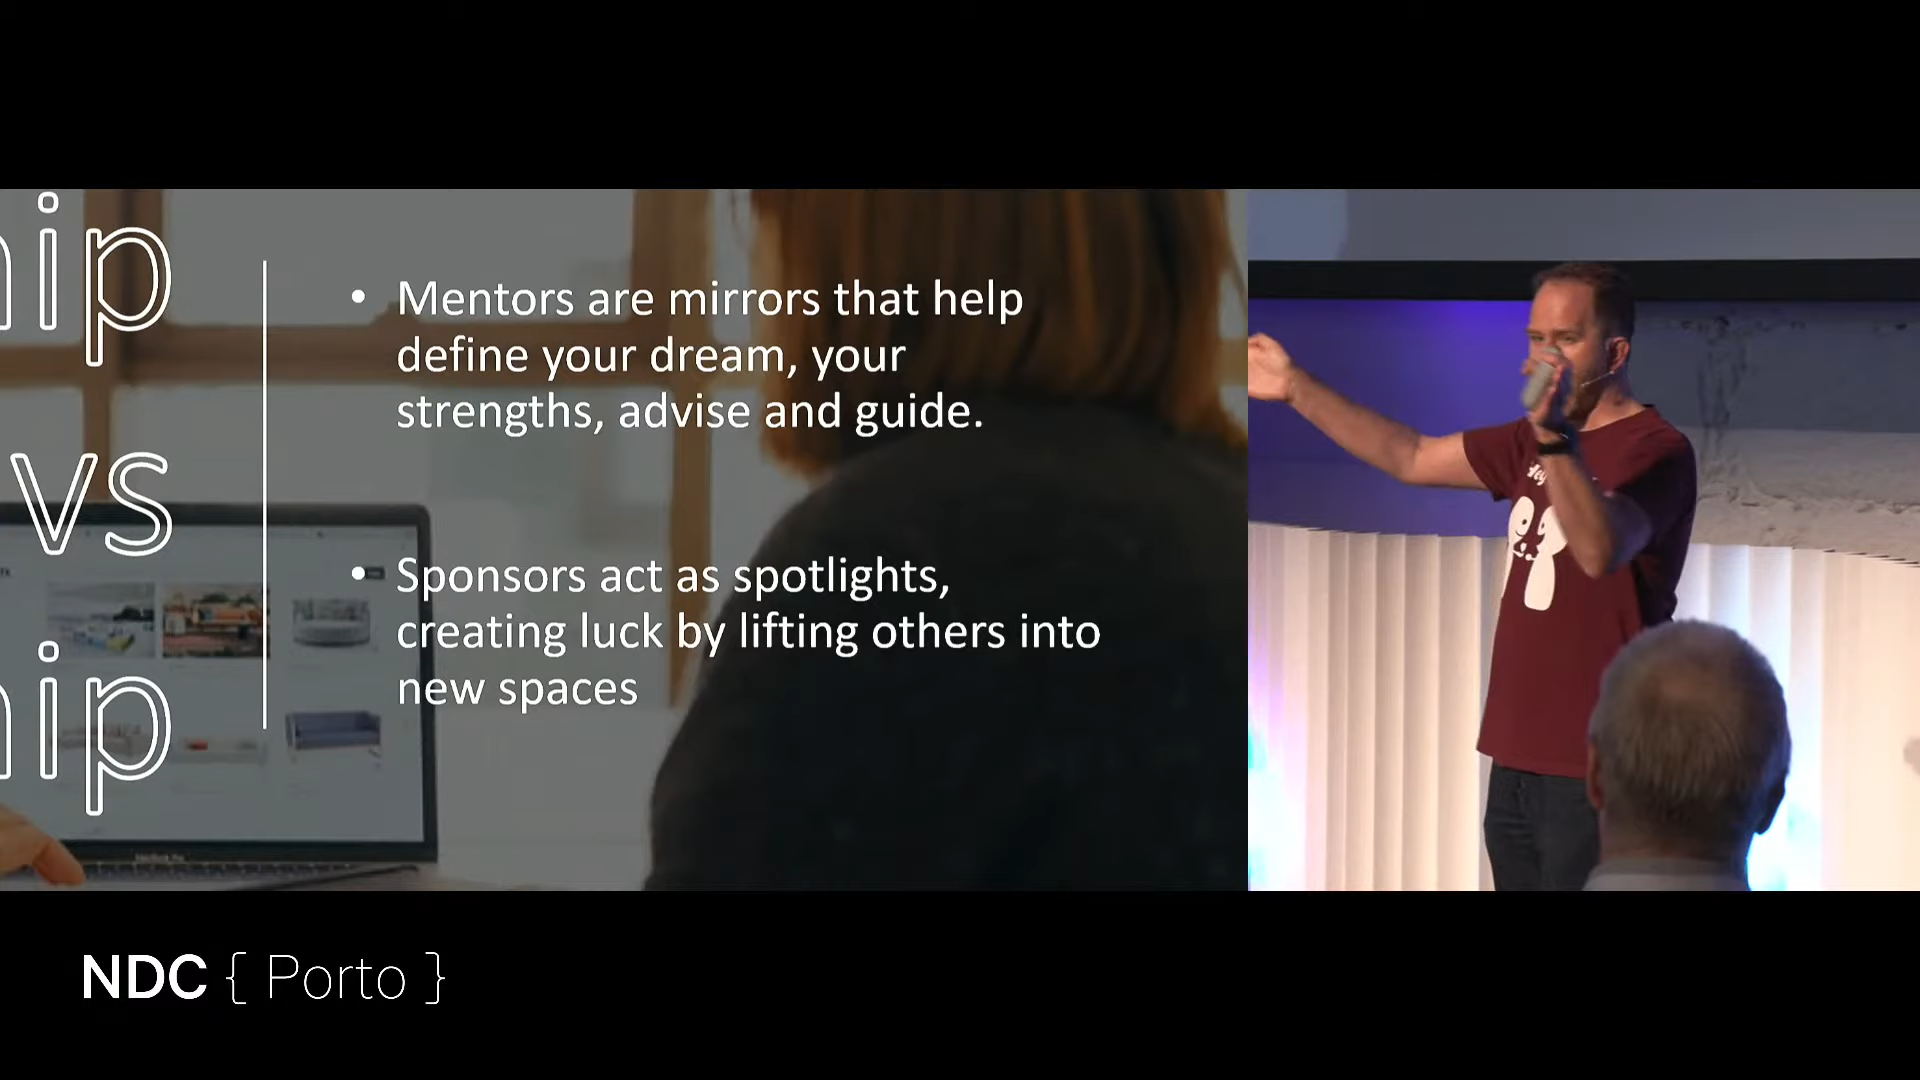 ip
vs
ip
• Mentors are mirrors that help
define your dream, your
strengths, advise and guide.
• Sponsors act as spotlights,
creating luck by lifting others into
new spaces
NDC { Porto }